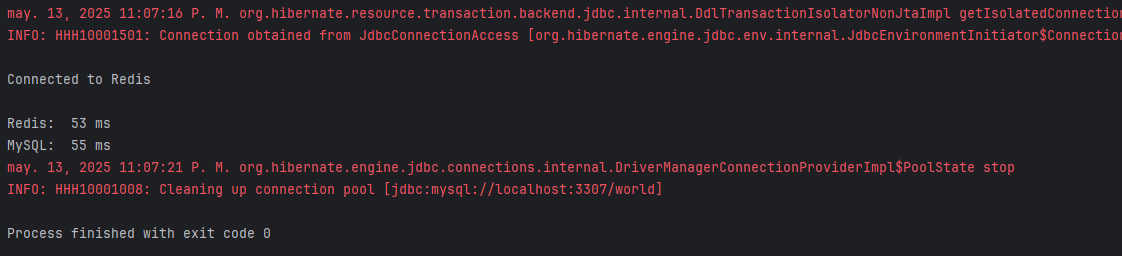 may. 13, 2025 11:07:16 P. M. org.hibernate.resource.transaction.backend.jdbc.internal.DdlTransactionIsolatorNonJtaImpl getIsolatedConnection
INFO: HHH10001501: Connection obtained from JdbcConnectionAccess [org.hibernate.engine.jdbc.env.internal.JdbcEnvironmentInitiator$Connection
Connected to Redis
Redis:  53 ms
MySQL:  55 ms
may. 13, 2025 11:07:21 P. M. org.hibernate.engine.jdbc.connections.internal.DriverManagerConnectionProviderImpl$PoolState stop
INFO: HHH10001008: Cleaning up connection pool [jdbc:mysql://localhost:3307/world]
Process finished with exit code 0